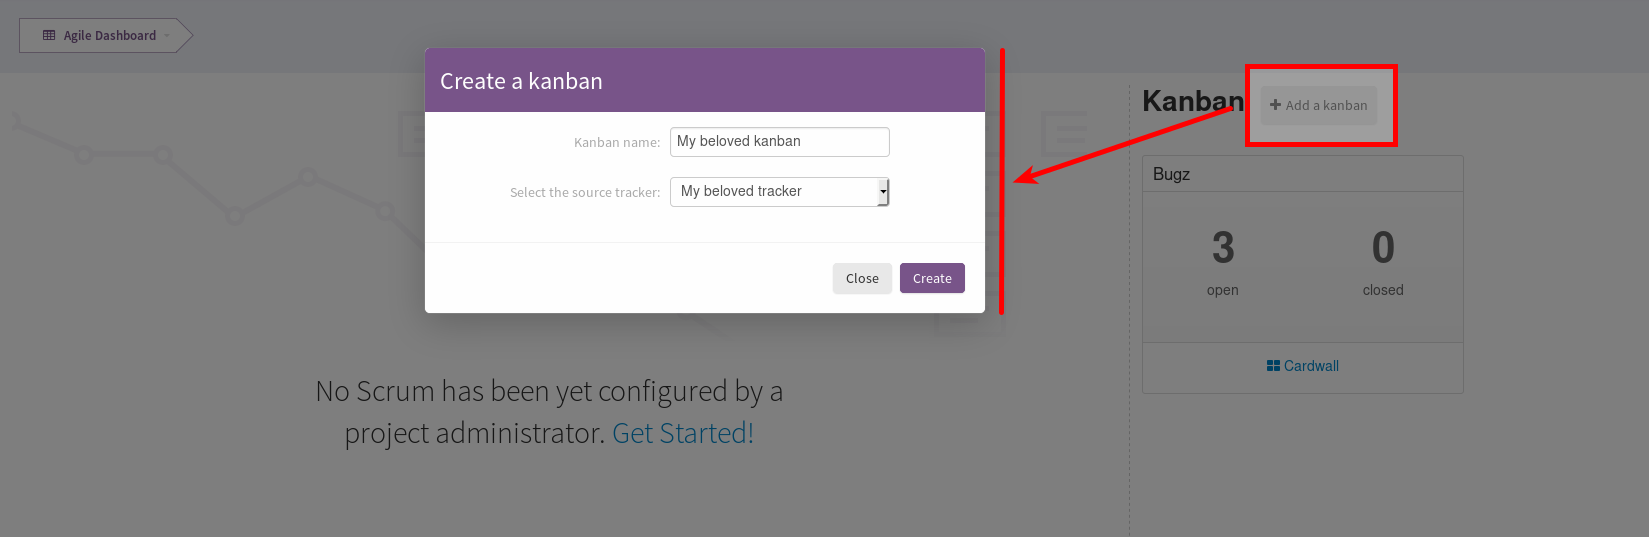 Agile Dashboard
Create a kanban
Kanban name: My beloved kanban
Select the source tracker: My beloved tracker
Close Create
No Scrum has been yet configured by a
project administrator. Get Started!
Kanban + Add a kanban
Bugz
3 0
open closed
Cardwall